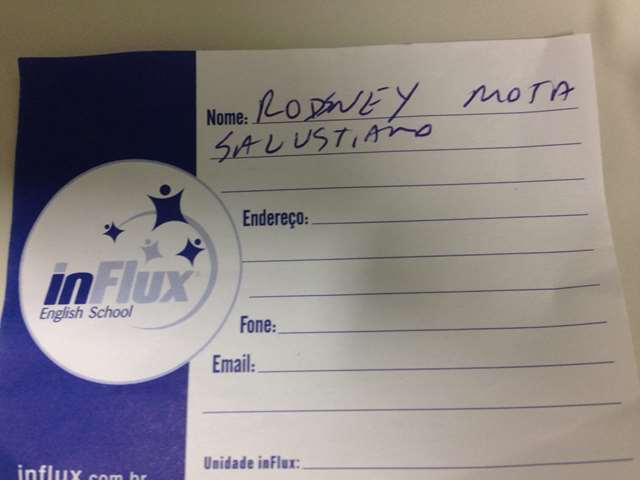 Nome: RODNEY MOTA
SALUSTIANO
Endereço:
inFlux®
English School
Fone:
Email:
Unidade inFlux:
influx.com.br